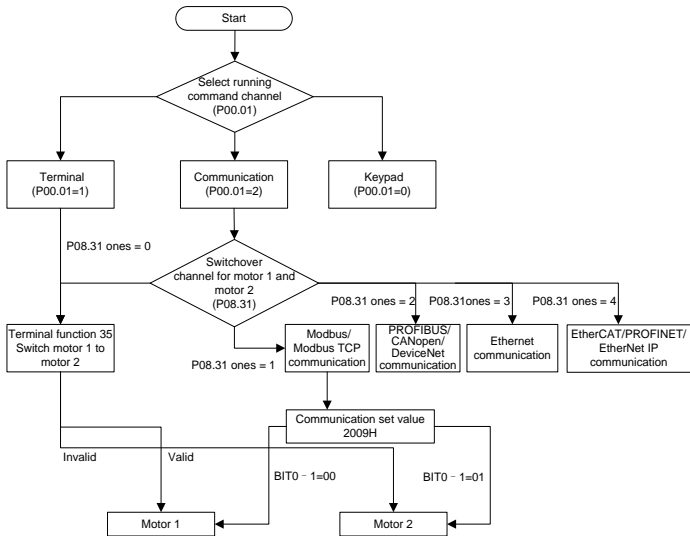 Start
Select running
command channel
(P00.01)
Terminal
(P00.01=1)
Communication
(P00.01=2)
Keypad
(P00.01=0)
P08.31 ones = 0
Switchover
channel for motor 1 and
motor 2
(P08.31)
P08.31 ones = 2
P08.31ones = 3
P08.31 ones = 4
Terminal function 35
Switch motor 1 to
motor 2
P08.31 ones = 1
Modbus/
Modbus TCP
communication
PROFIBUS/
CANopen/
DeviceNet
communication
Ethernet
communication
EtherCAT/PROFINET/
EtherNet IP
communication
Communication set value
2009H
Invalid
Valid
BIT0﹣1=00
BIT0﹣1=01
Motor 1
Motor 2